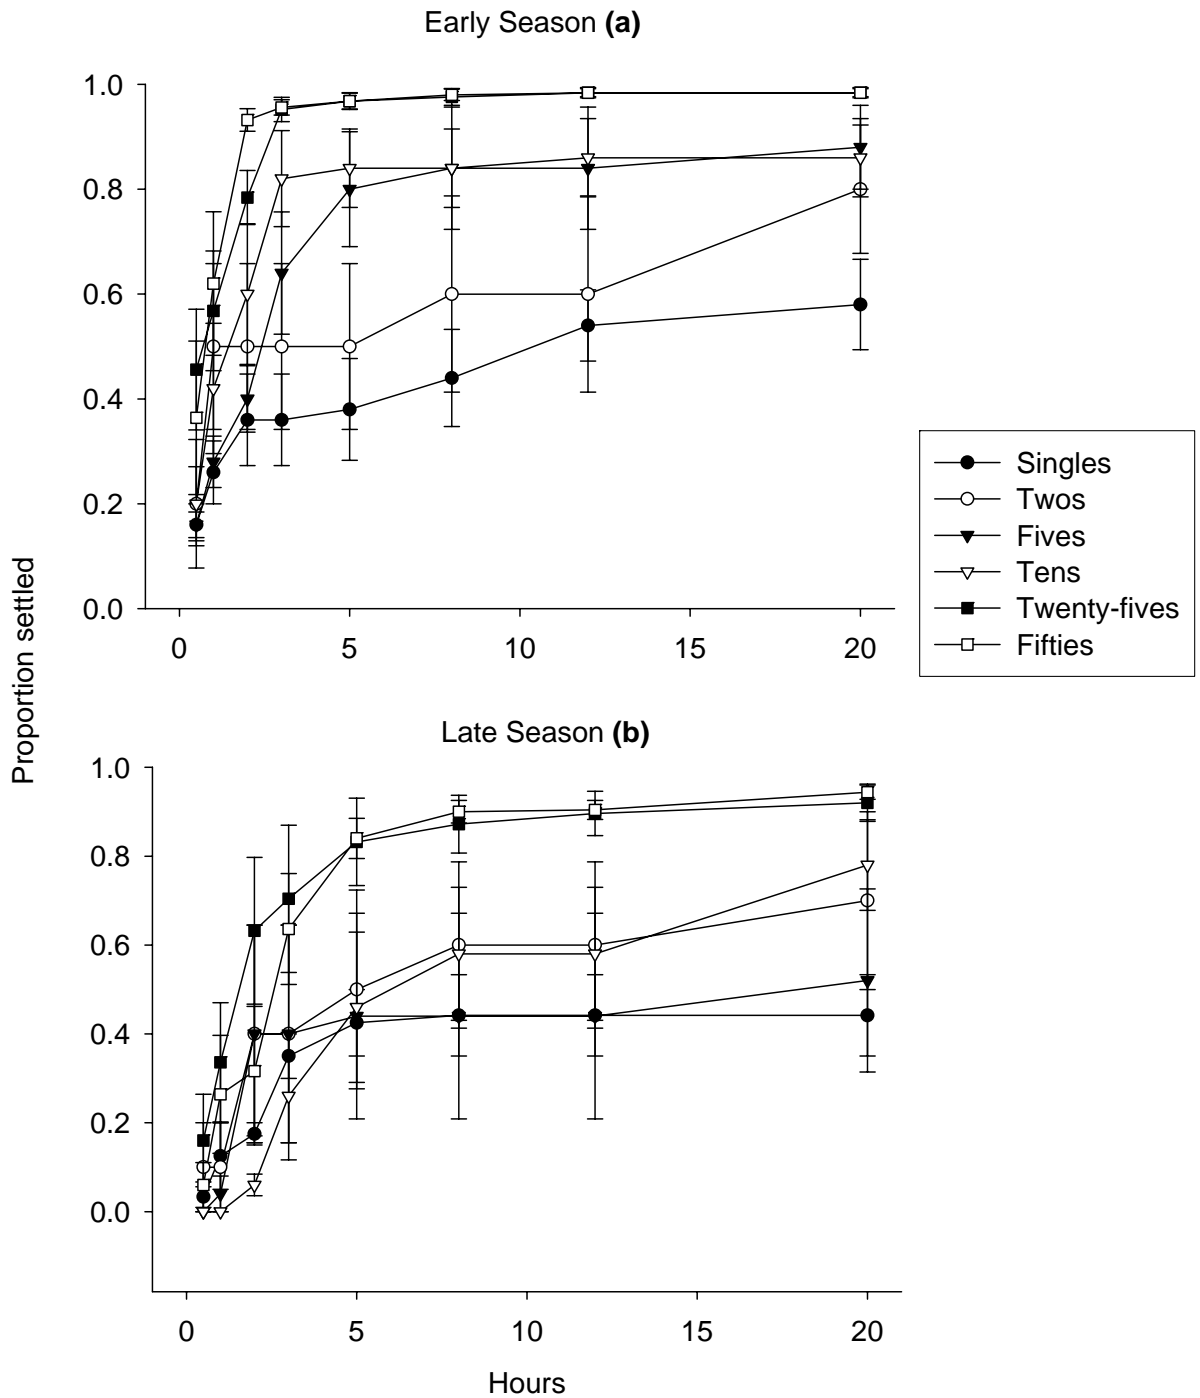 Early Season (a)
1.0
0.8
0.6
0.4
0.2
0.0
0 5 10 15 20
Singles
Twos
Fives
Tens
Twenty-fives
Fifties
Proportion settled
Late Season (b)
1.0
0.8
0.6
0.4
0.2
0.0
0 5 10 15 20
Hours